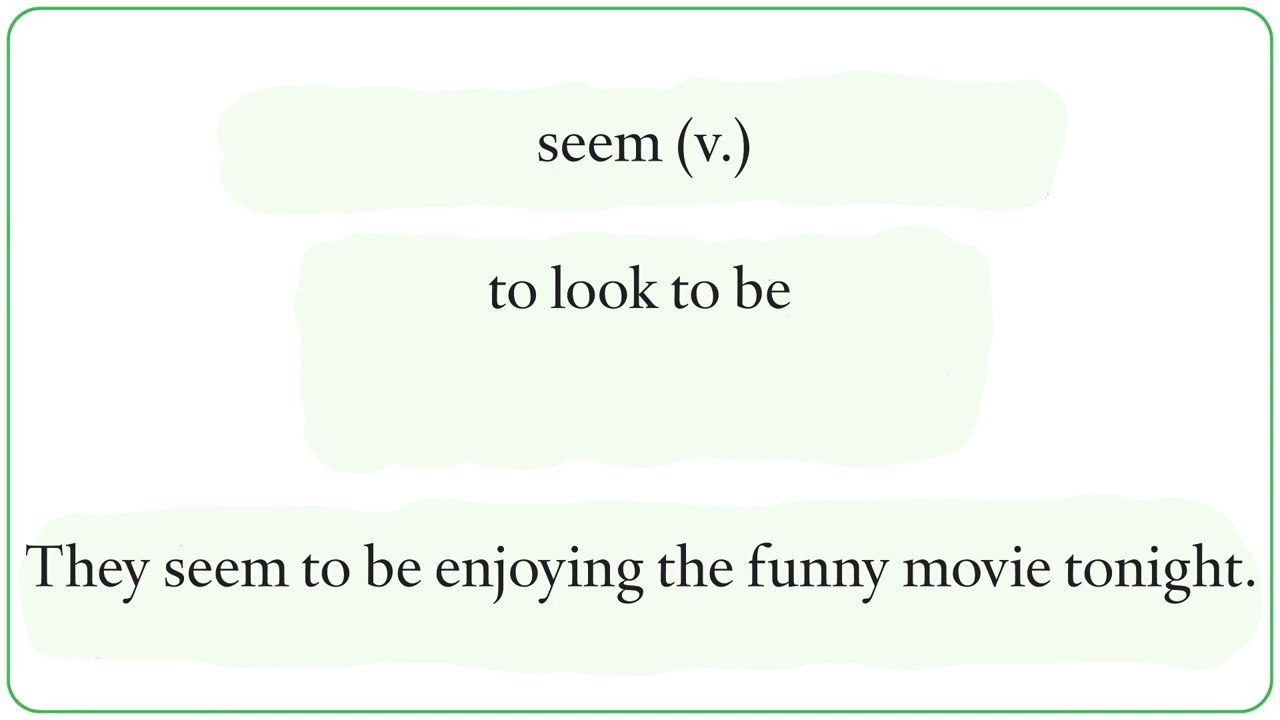 seem (v.)
to look to be
They seem to be enjoying the funny movie tonight.